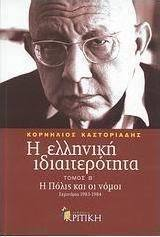 ΚΟΡΝΗΛΙΟΣ ΚΑΣΤΟΡΙΑΔΗΣ
Η ελληνική
ιδιαιτερότητα
ΤΟΜΟΣ Β΄
Η Πόλις και οι νόμοι
Σεμινάρια 1983-1984
ΚΡΙΤΙΚΗ